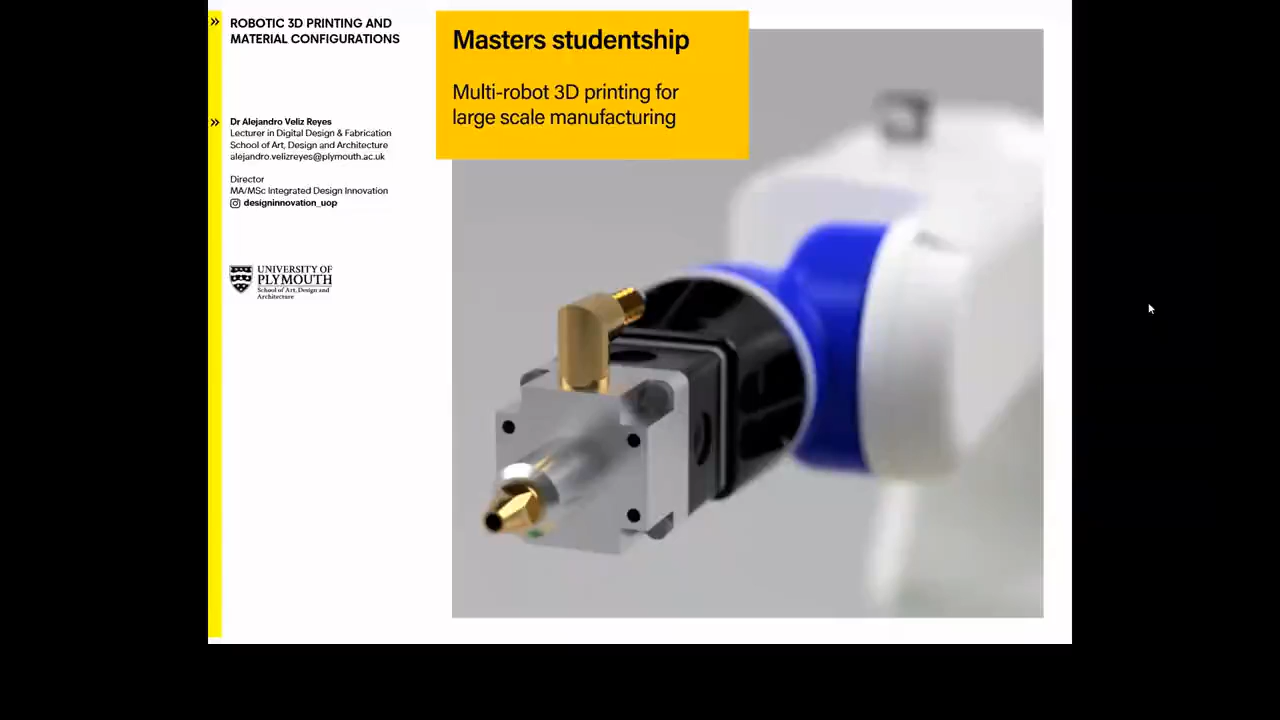 ROBOTIC 3D PRINTING AND
MATERIAL CONFIGURATIONS
Dr Alejandro Veliz Reyes
Lecturer in Digital Design & Fabrication
School of Art, Design and Architecture
alejandro.velizreyes@plymouth.ac.uk
Director
MA/MSc Integrated Design Innovation
designinnovation_uop
UNIVERSITY OF
PLYMOUTH
School of Art, Design and
Architecture
Masters studentship
Multi-robot 3D printing for
large scale manufacturing